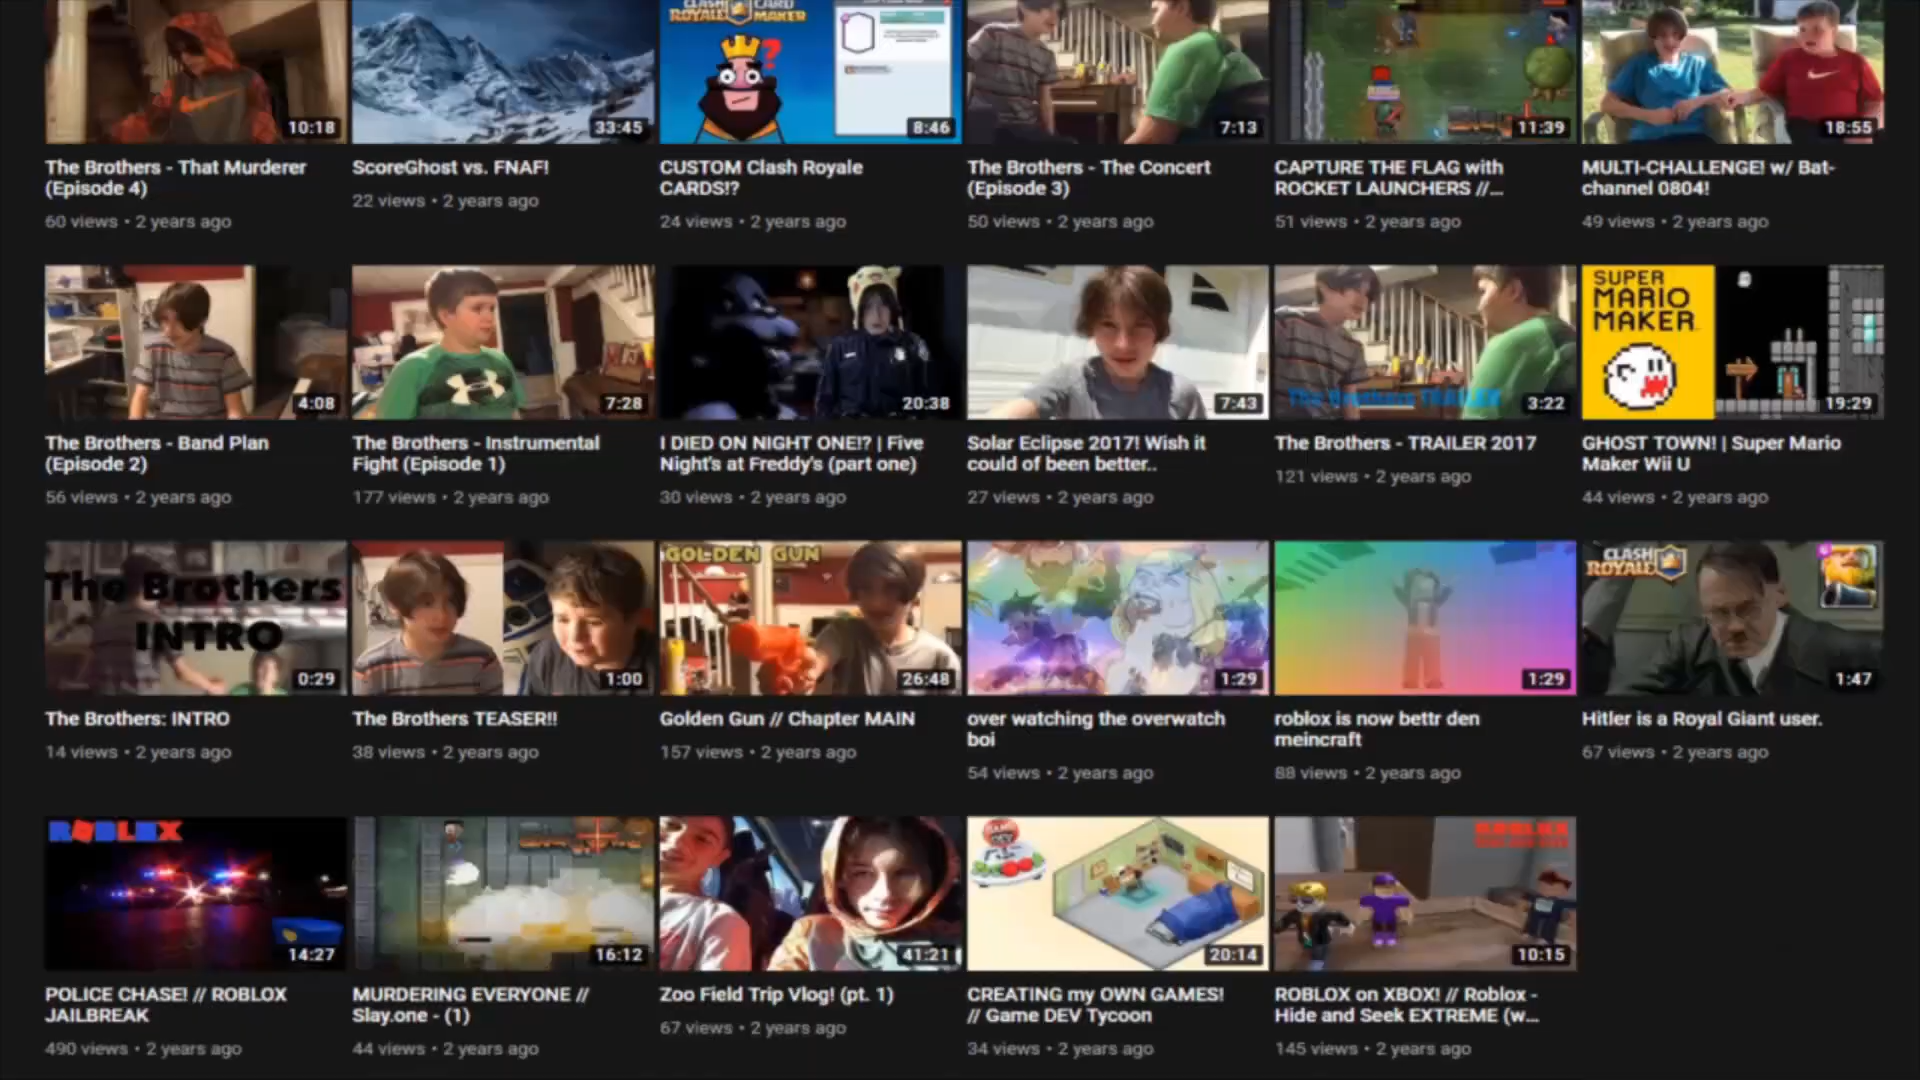 CLASH CARD
ROYALE MAKER
10:18
33:45
8:46
7:13
11:39
18:55
The Brothers - That Murderer
(Episode 4)
60 views • 2 years ago
ScoreGhost vs. FNAF!
22 views • 2 years ago
CUSTOM Clash Royale
CARDS!?
24 views • 2 years ago
The Brothers - The Concert
(Episode 3)
50 views • 2 years ago
CAPTURE THE FLAG with
ROCKET LAUNCHERS //...
51 views • 2 years ago
MULTI-CHALLENGE! w/ Bat-
channel 0804!
49 views • 2 years ago
The Brothers TRAILER
SUPER
MARIO
MAKER
4:08
7:28
20:38
7:43
3:22
19:29
The Brothers - Band Plan
(Episode 2)
56 views • 2 years ago
The Brothers - Instrumental
Fight (Episode 1)
177 views • 2 years ago
I DIED ON NIGHT ONE!? | Five
Night's at Freddy's (part one)
30 views • 2 years ago
Solar Eclipse 2017! Wish it
could of been better..
27 views • 2 years ago
The Brothers - TRAILER 2017
121 views • 2 years ago
GHOST TOWN! | Super Mario
Maker Wii U
44 views • 2 years ago
The Brothers
INTRO
GOLDEN GUN
CLASH
ROYALE
0:29
1:00
26:48
1:29
1:29
1:47
The Brothers: INTRO
14 views • 2 years ago
The Brothers TEASER!!
38 views • 2 years ago
Golden Gun // Chapter MAIN
157 views • 2 years ago
over watching the overwatch
boi
54 views • 2 years ago
roblox is now bettr den
meincraft
88 views • 2 years ago
Hitler is a Royal Giant user.
67 views • 2 years ago
ROBLOX
14:27
16:12
41:21
20:14
10:15
POLICE CHASE! // ROBLOX
JAILBREAK
490 views • 2 years ago
MURDERING EVERYONE //
Slay.one - (1)
44 views • 2 years ago
Zoo Field Trip Vlog! (pt. 1)
67 views • 2 years ago
CREATING my OWN GAMES!
// Game DEV Tycoon
34 views • 2 years ago
ROBLOX on XBOX! // Roblox -
Hide and Seek EXTREME (w...
145 views • 2 years ago